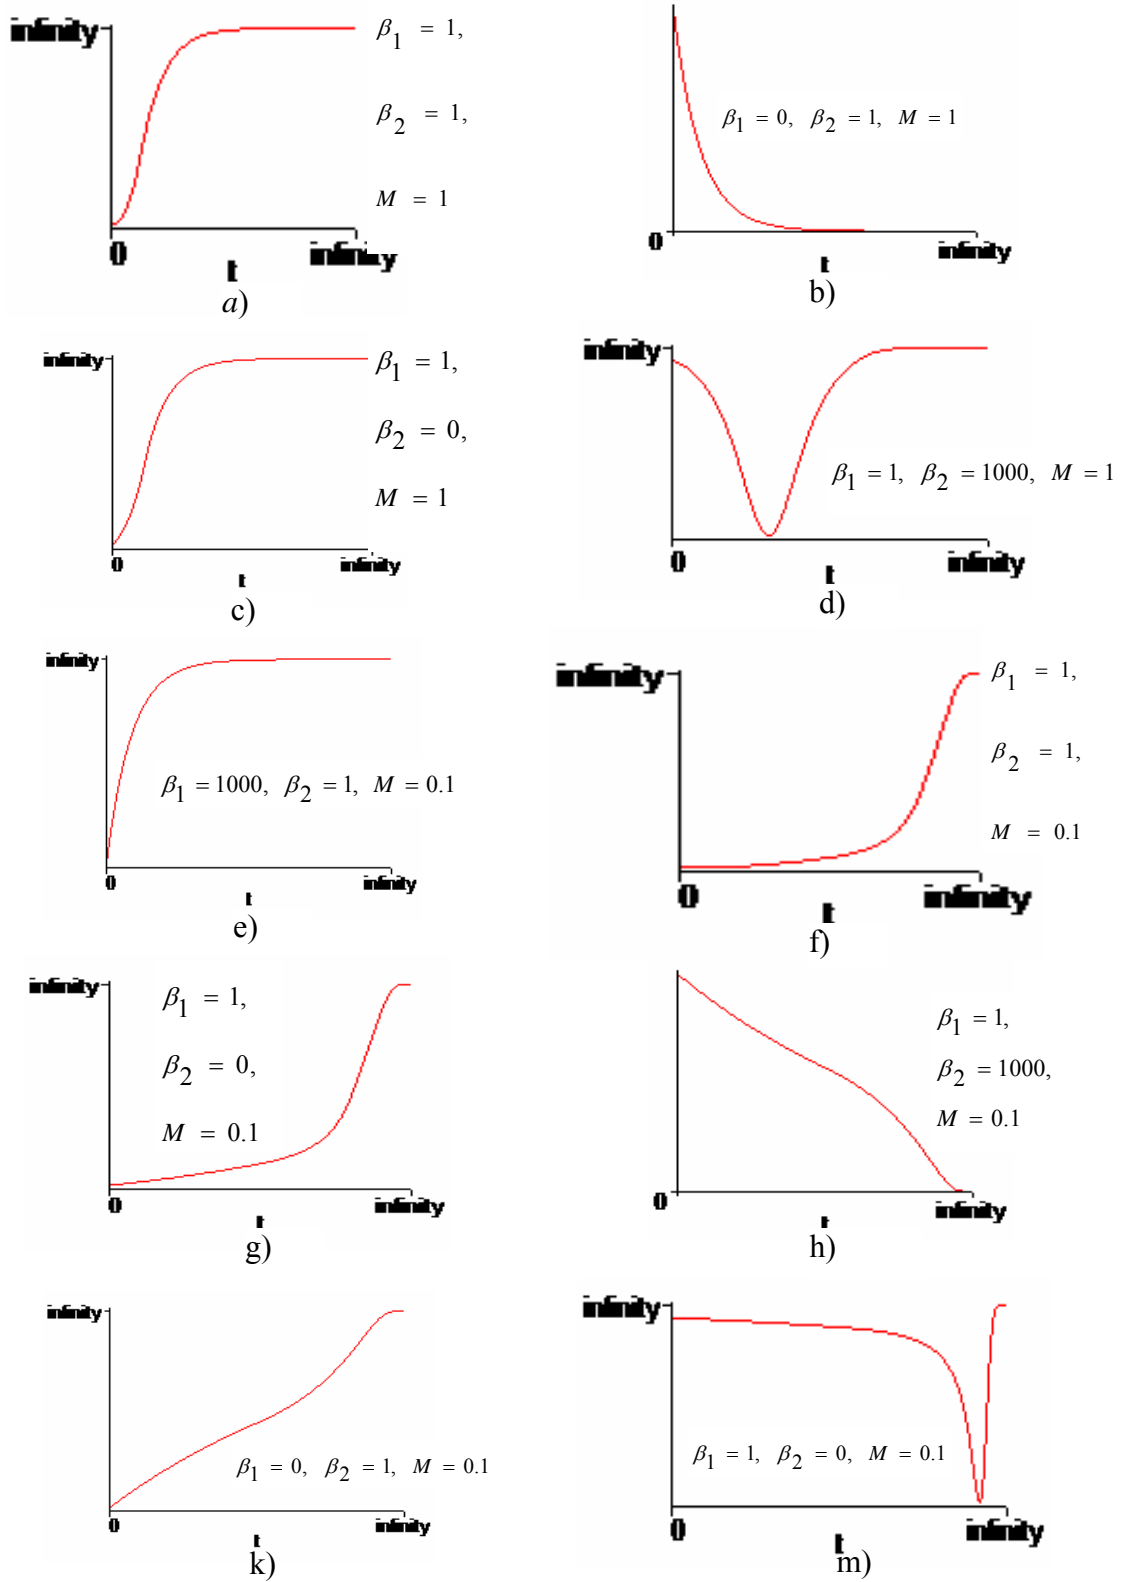 infinity
β1 = 1,
β2 = 1,
M = 1
0
infinity
t
a)
β1 = 0, β2 = 1, M = 1
0
infinity
t
b)
infinity
β1 = 1,
β2 = 0,
M = 1
0
infinity
t
c)
infinity
β1 = 1, β2 = 1000, M = 1
0
infinity
t
d)
infinity
β1 = 1000, β2 = 1, M = 0.1
0
infinity
t
e)
infinity
β1 = 1,
β2 = 1,
M = 0.1
0
infinity
t
f)
infinity
β1 = 1,
β2 = 0,
M = 0.1
0
infinity
t
g)
β1 = 1,
β2 = 1000,
M = 0.1
0
infinity
t
h)
infinity
β1 = 0, β2 = 1, M = 0.1
0
infinity
t
k)
infinity
β1 = 1, β2 = 0, M = 0.1
0
infinity
t
m)